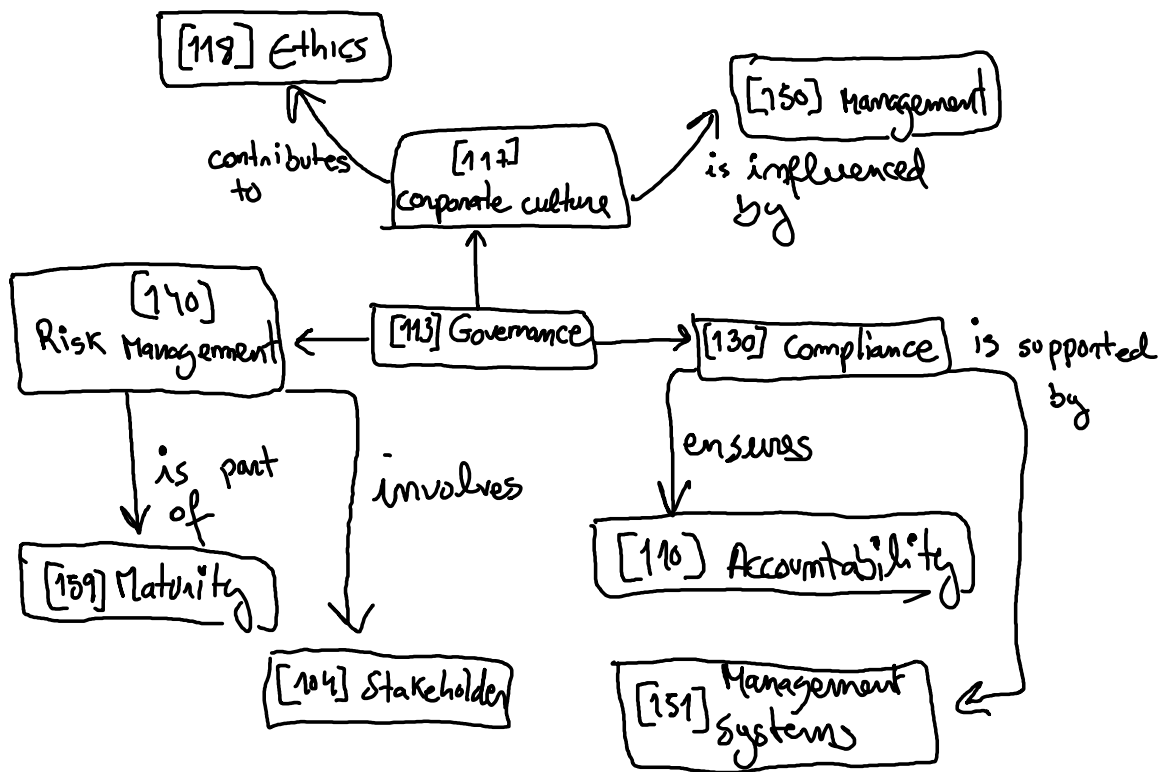 [118] Ethics
[150] Management
contributes
to
[117]
corporate culture
is influenced
by
[140]
Risk Management
[113] Governance
[130] Compliance
is supported
by
is part
of
involves
ensures
[159] Maturity
[110] Accountability
[104] Stakeholder
[151] Management
Systems